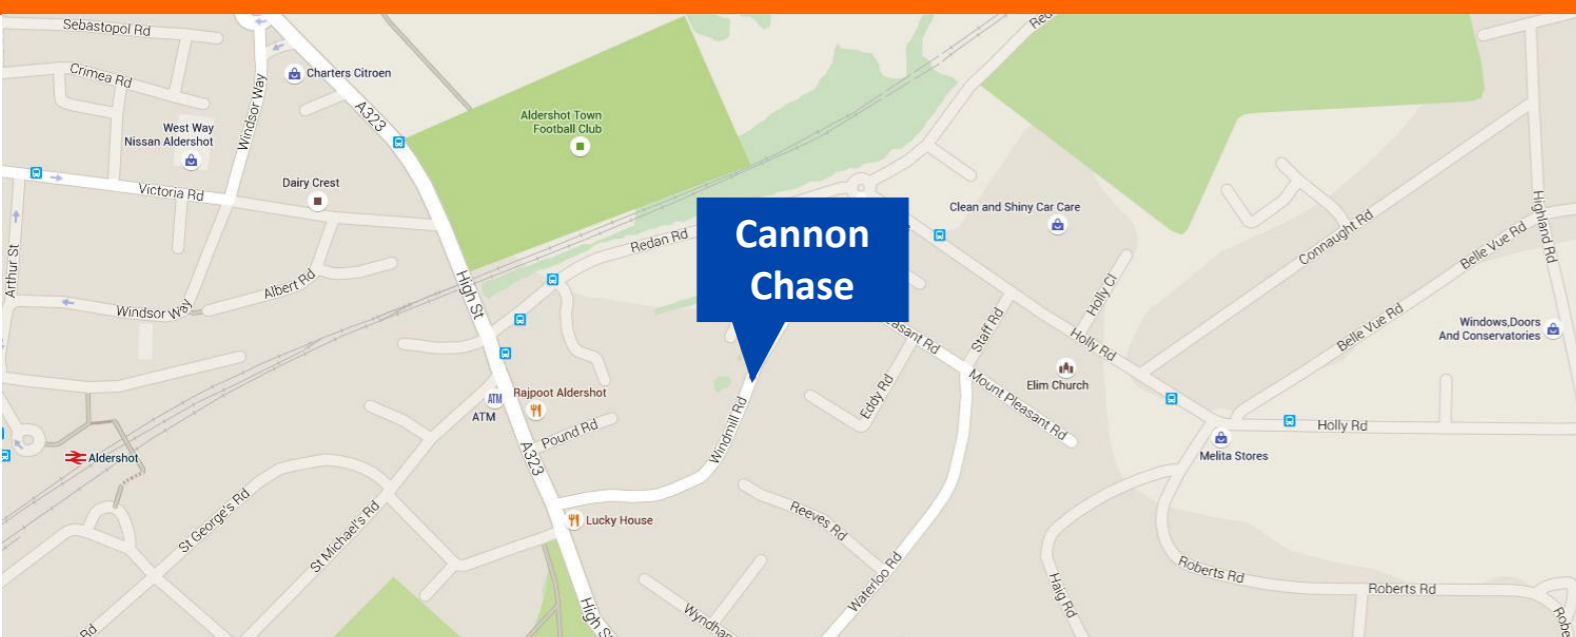 Sebastopol Rd
Crimea Rd
Windsor Way
Charters Citroen
A323
West Way
Nissan Aldershot
Victoria Rd
Dairy Crest
Arthur St
Windsor Way
Albert Rd
High St
Aldershot Town
Football Club
Redan Rd
Cannon
Chase
Clean and Shiny Car Care
Connaught Rd
Highland Rd
Belle Vue Rd
Belle Vue Rd
Holly Cl
Staff Rd
Holly Rd
Windows,Doors
And Conservatories
Elim Church
Mount Pleasant Rd
Eddy Rd
Rajpoot Aldershot
ATM
ATM
Pound Rd
A323
Windmill Rd
Aldershot
Holly Rd
Melita Stores
St George's Rd
St Michael's Rd
Lucky House
Reeves Rd
Waterloo Rd
Haig Rd
Roberts Rd
Roberts Rd
High S
Wyndha
Rd